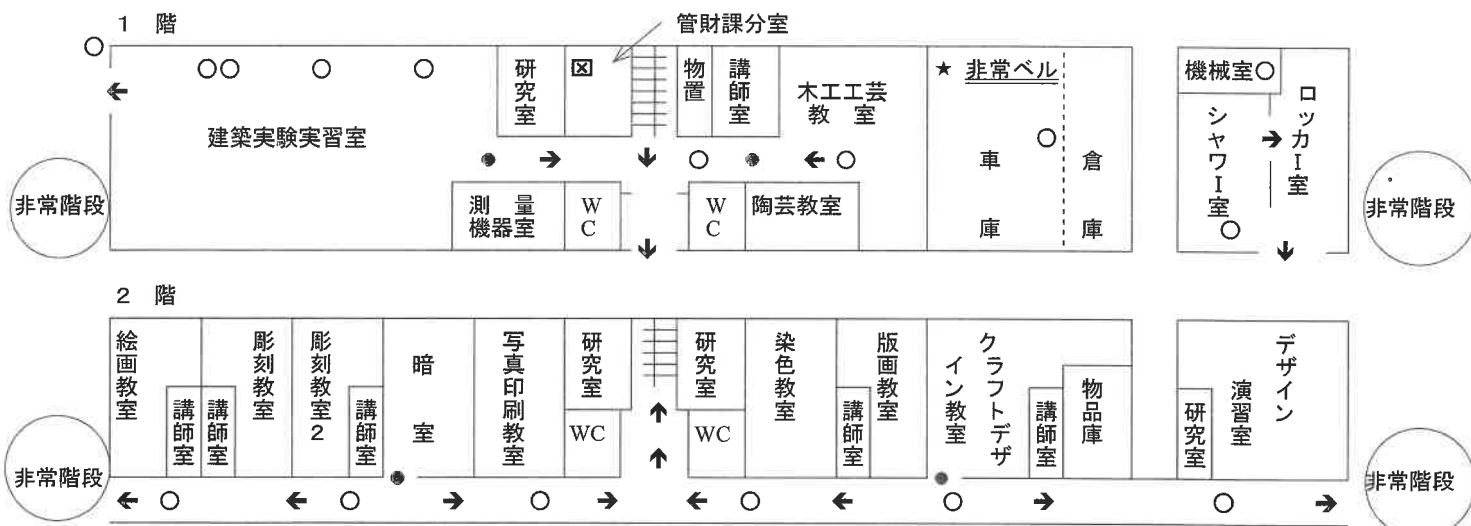 1 階
管財課分室
研究室
物置
講師室
木工工芸
教 室
★ 非常ベル
機械室
シャワー室
ロッカー室
建築実験実習室
車庫
倉庫
非常階段
測 量
機器室
WC
WC
陶芸教室
非常階段
2 階
絵画教室
講師室
講師室
彫刻教室
彫刻教室2
講師室
暗室
写真印刷教室
研究室
WC
研究室
WC
染色教室
講師室
版画教室
クラフトデザ
イン教室
講師室
物品庫
研究室
デザイン
演習室
非常階段
非常階段